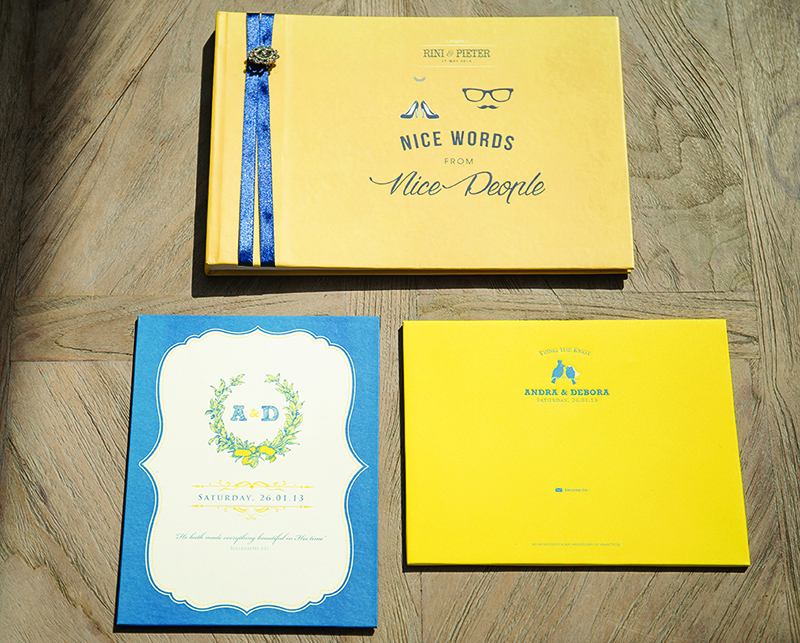 RINI & PIETER
NICE WORDS
FROM
Nice People
A & D
SATURDAY, 26.01.13
"He hath made everything beautiful in His time"
ANDRA & DEBORA
SATURDAY, 26.01.13